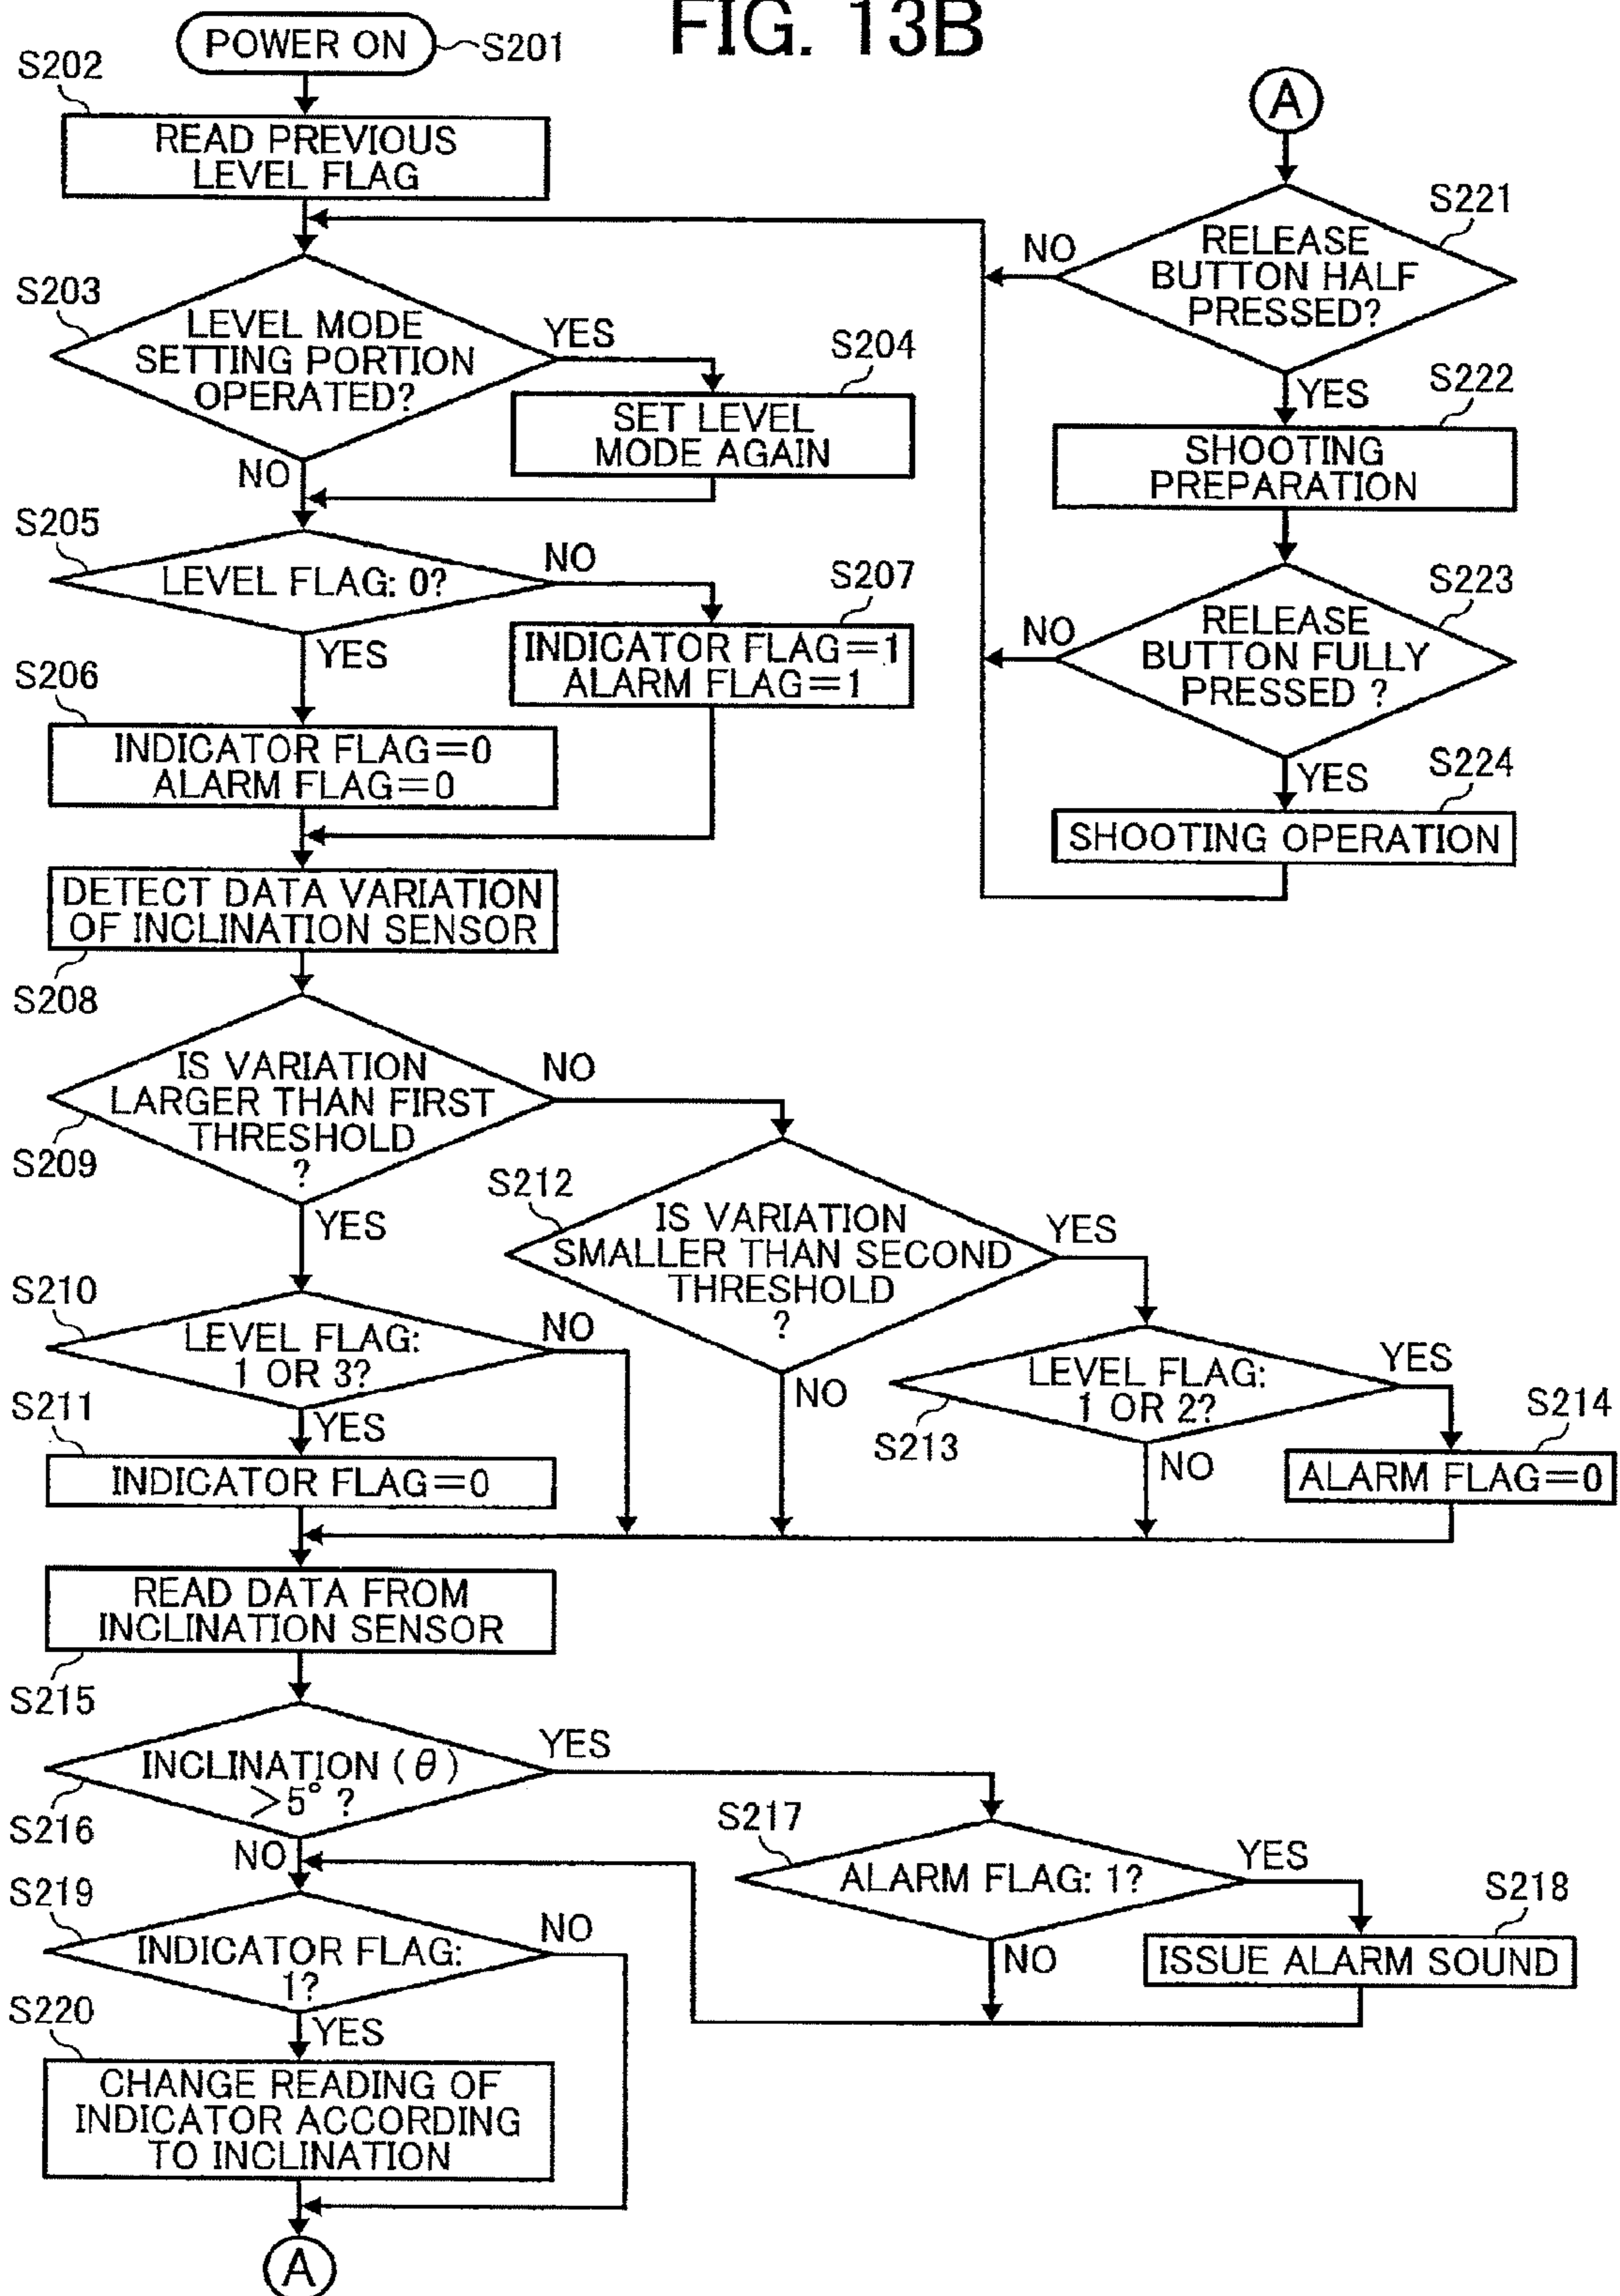 FIG. 13B
POWER ON
S201
S202
READ PREVIOUS
LEVEL FLAG
S203
LEVEL MODE
SETTING PORTION
OPERATED?
YES
NO
S204
SET LEVEL
MODE AGAIN
S205
LEVEL FLAG: 0?
NO
YES
S207
INDICATOR FLAG=1
ALARM FLAG=1
S206
INDICATOR FLAG=0
ALARM FLAG=0
DETECT DATA VARIATION
OF INCLINATION SENSOR
S208
IS VARIATION
LARGER THAN FIRST
THRESHOLD
?
S209
NO
YES
S212
IS VARIATION
SMALLER THAN SECOND
THRESHOLD
?
YES
NO
S210
LEVEL FLAG:
1 OR 3?
NO
YES
S213
LEVEL FLAG:
1 OR 2?
YES
NO
S214
ALARM FLAG=0
S211
INDICATOR FLAG=0
READ DATA FROM
INCLINATION SENSOR
S215
INCLINATION (θ)
>5° ?
S216
YES
NO
S217
ALARM FLAG: 1?
YES
NO
S218
ISSUE ALARM SOUND
S219
INDICATOR FLAG:
1?
NO
YES
S220
CHANGE READING OF
INDICATOR ACCORDING
TO INCLINATION
A
A
S221
RELEASE
BUTTON HALF
PRESSED?
NO
YES
S222
SHOOTING
PREPARATION
S223
RELEASE
BUTTON FULLY
PRESSED ?
NO
YES
S224
SHOOTING OPERATION